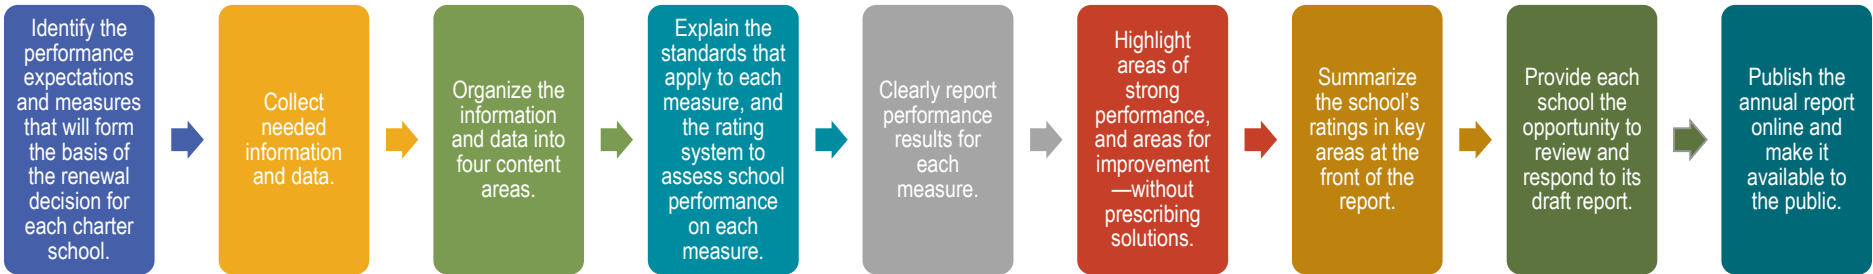 Identify the
performance
expectations
and measures
that will form
the basis of
the renewal
decision for
each charter
school.
Collect
needed
information
and data.
Organize the
information
and data into
four content
areas.
Explain the
standards that
apply to each
measure, and
the rating
system to
assess school
performance
on each
measure.
Clearly report
performance
results for
each
measure.
Highlight
areas of
strong
performance,
and areas for
improvement
—without
prescribing
solutions.
Summarize
the school’s
ratings in key
areas at the
front of the
report.
Provide each
school the
opportunity to
review and
respond to its
draft report.
Publish the
annual report
online and
make it
available to
the public.